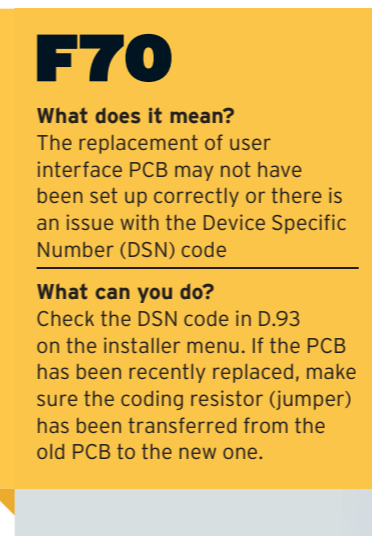 F70
What does it mean?
The replacement of user
interface PCB may not have
been set up correctly or there is
an issue with the Device Specific
Number (DSN) code
What can you do?
Check the DSN code in D.93
on the installer menu. If the PCB
has been recently replaced, make
sure the coding resistor (jumper)
has been transferred from the
old PCB to the new one.